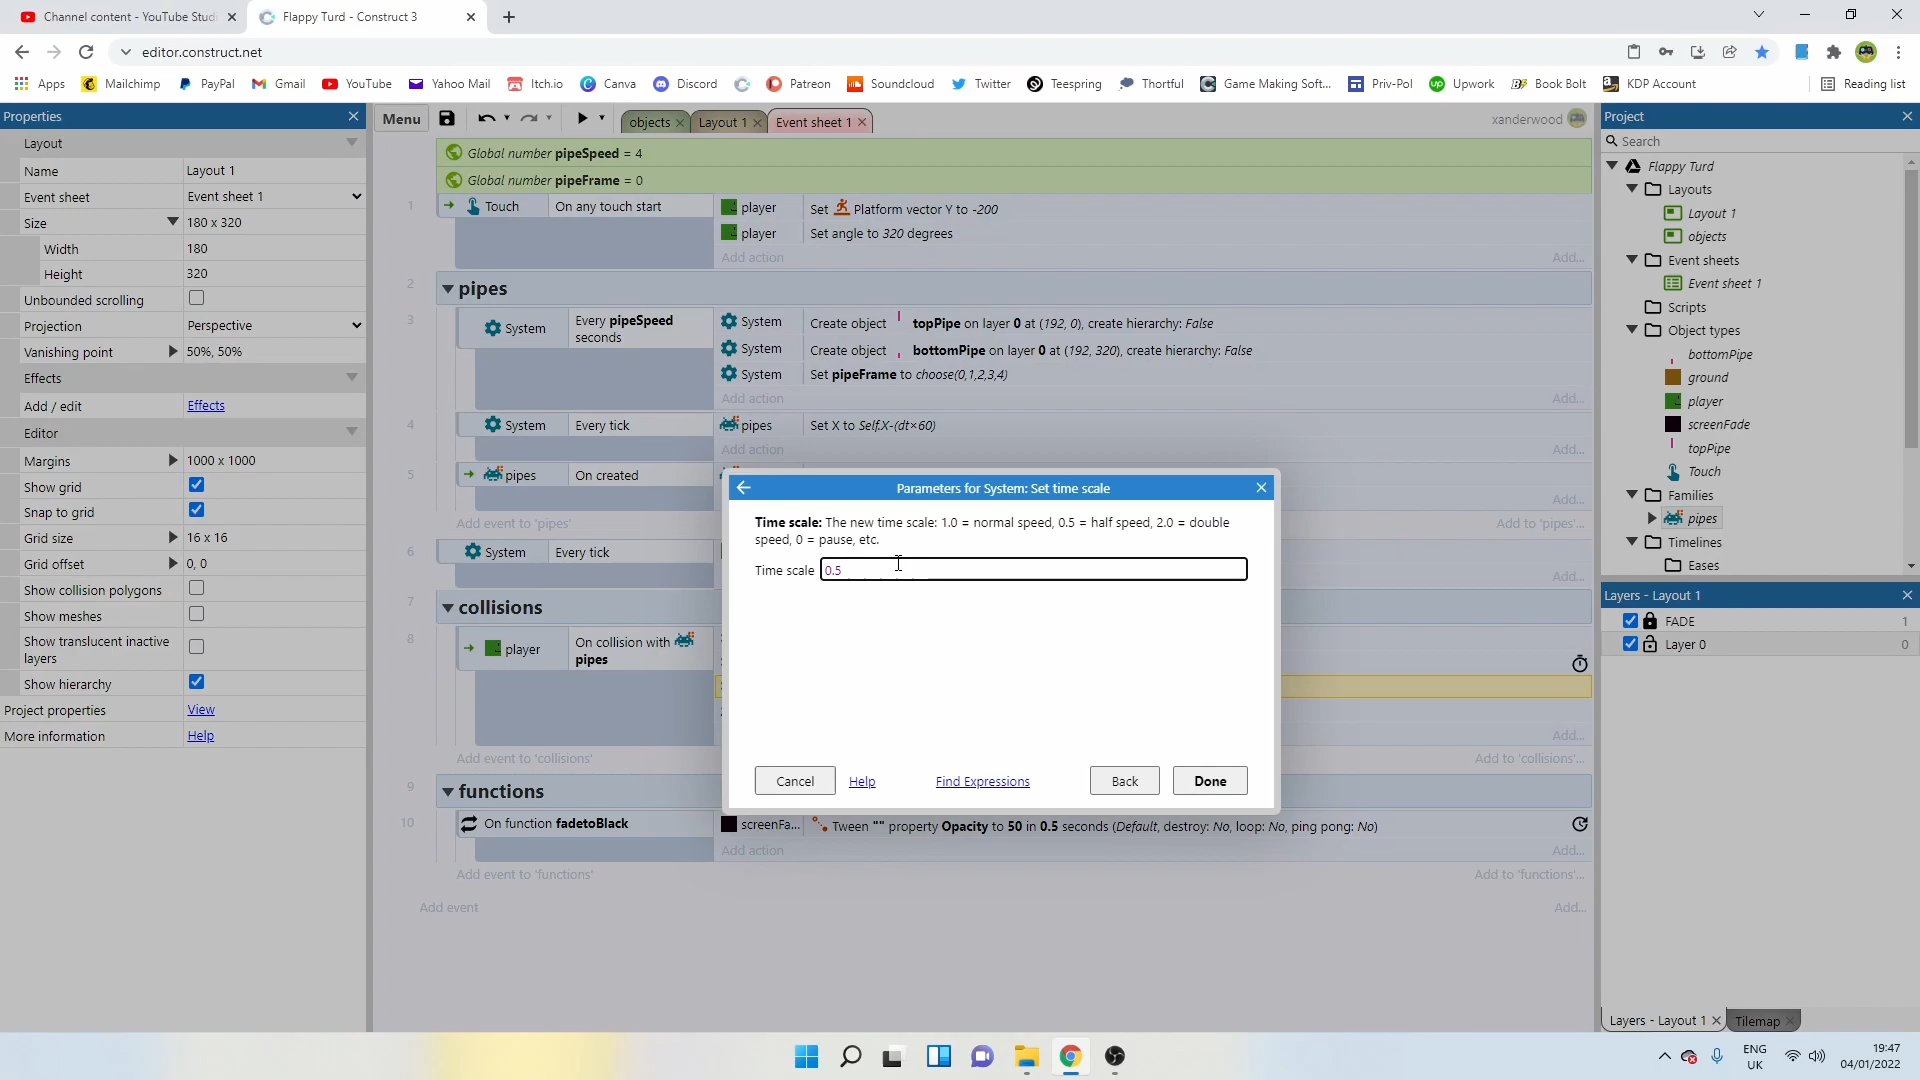 Channel content - YouTube Studi
Flappy Turd - Construct 3
editor.construct.net
Apps
Mailchimp
PayPal
Gmail
YouTube
Yahoo Mail
Itch.io
Canva
Discord
Patreon
Soundcloud
Twitter
Teespring
Thortful
Game Making Soft...
Priv-Pol
Upwork
Book Bolt
KDP Account
Reading list
Properties
Layout
Name Layout 1
Event sheet Event sheet 1
Size 180 x 320
Width 180
Height 320
Unbounded scrolling
Projection Perspective
Vanishing point 50%, 50%
Effects
Add / edit Effects
Editor
Margins 1000 x 1000
Show grid
Snap to grid
Grid size 16 x 16
Grid offset 0, 0
Show collision polygons
Show meshes
Show translucent inactive
layers
Show hierarchy
Project properties View
More information Help
Menu
objects
Layout 1
Event sheet 1
xanderwood
Global number pipeSpeed = 4
Global number pipeFrame = 0
1 Touch On any touch start player Set Platform vector Y to -200
player Set angle to 320 degrees
Add action Add...
2 pipes
3 System Every pipeSpeed
seconds
System Create object topPipe on layer 0 at (192, 0), create hierarchy: False
System Create object bottomPipe on layer 0 at (192, 320), create hierarchy: False
System Set pipeFrame to choose(0,1,2,3,4)
Add action Add...
4 System Every tick pipes Set X to Self.X-(dt×60)
Add action Add...
5 pipes On created
Add...
Add event to 'pipes' Add to 'pipes'...
6 System Every tick
Add...
7 collisions
8 player On collision with
pipes
Add...
Add event to 'collisions' Add to 'collisions'...
9 functions
10 On function fadetoBlack screenFa... Tween "" property Opacity to 50 in 0.5 seconds (Default, destroy: No, loop: No, ping pong: No)
Add action Add...
Add event to 'functions' Add to 'functions'...
Add event Add...
Parameters for System: Set time scale
Time scale: The new time scale: 1.0 = normal speed, 0.5 = half speed, 2.0 = double
speed, 0 = pause, etc.
Time scale 0.5
Cancel Help Find Expressions Back Done
Project
Search
Flappy Turd
Layouts
Layout 1
objects
Event sheets
Event sheet 1
Scripts
Object types
bottomPipe
ground
player
screenFade
topPipe
Touch
Families
pipes
Timelines
Eases
Layers - Layout 1
FADE 1
Layer 0 0
Layers - Layout 1
Tilemap
ENG
UK
19:47
04/01/2022